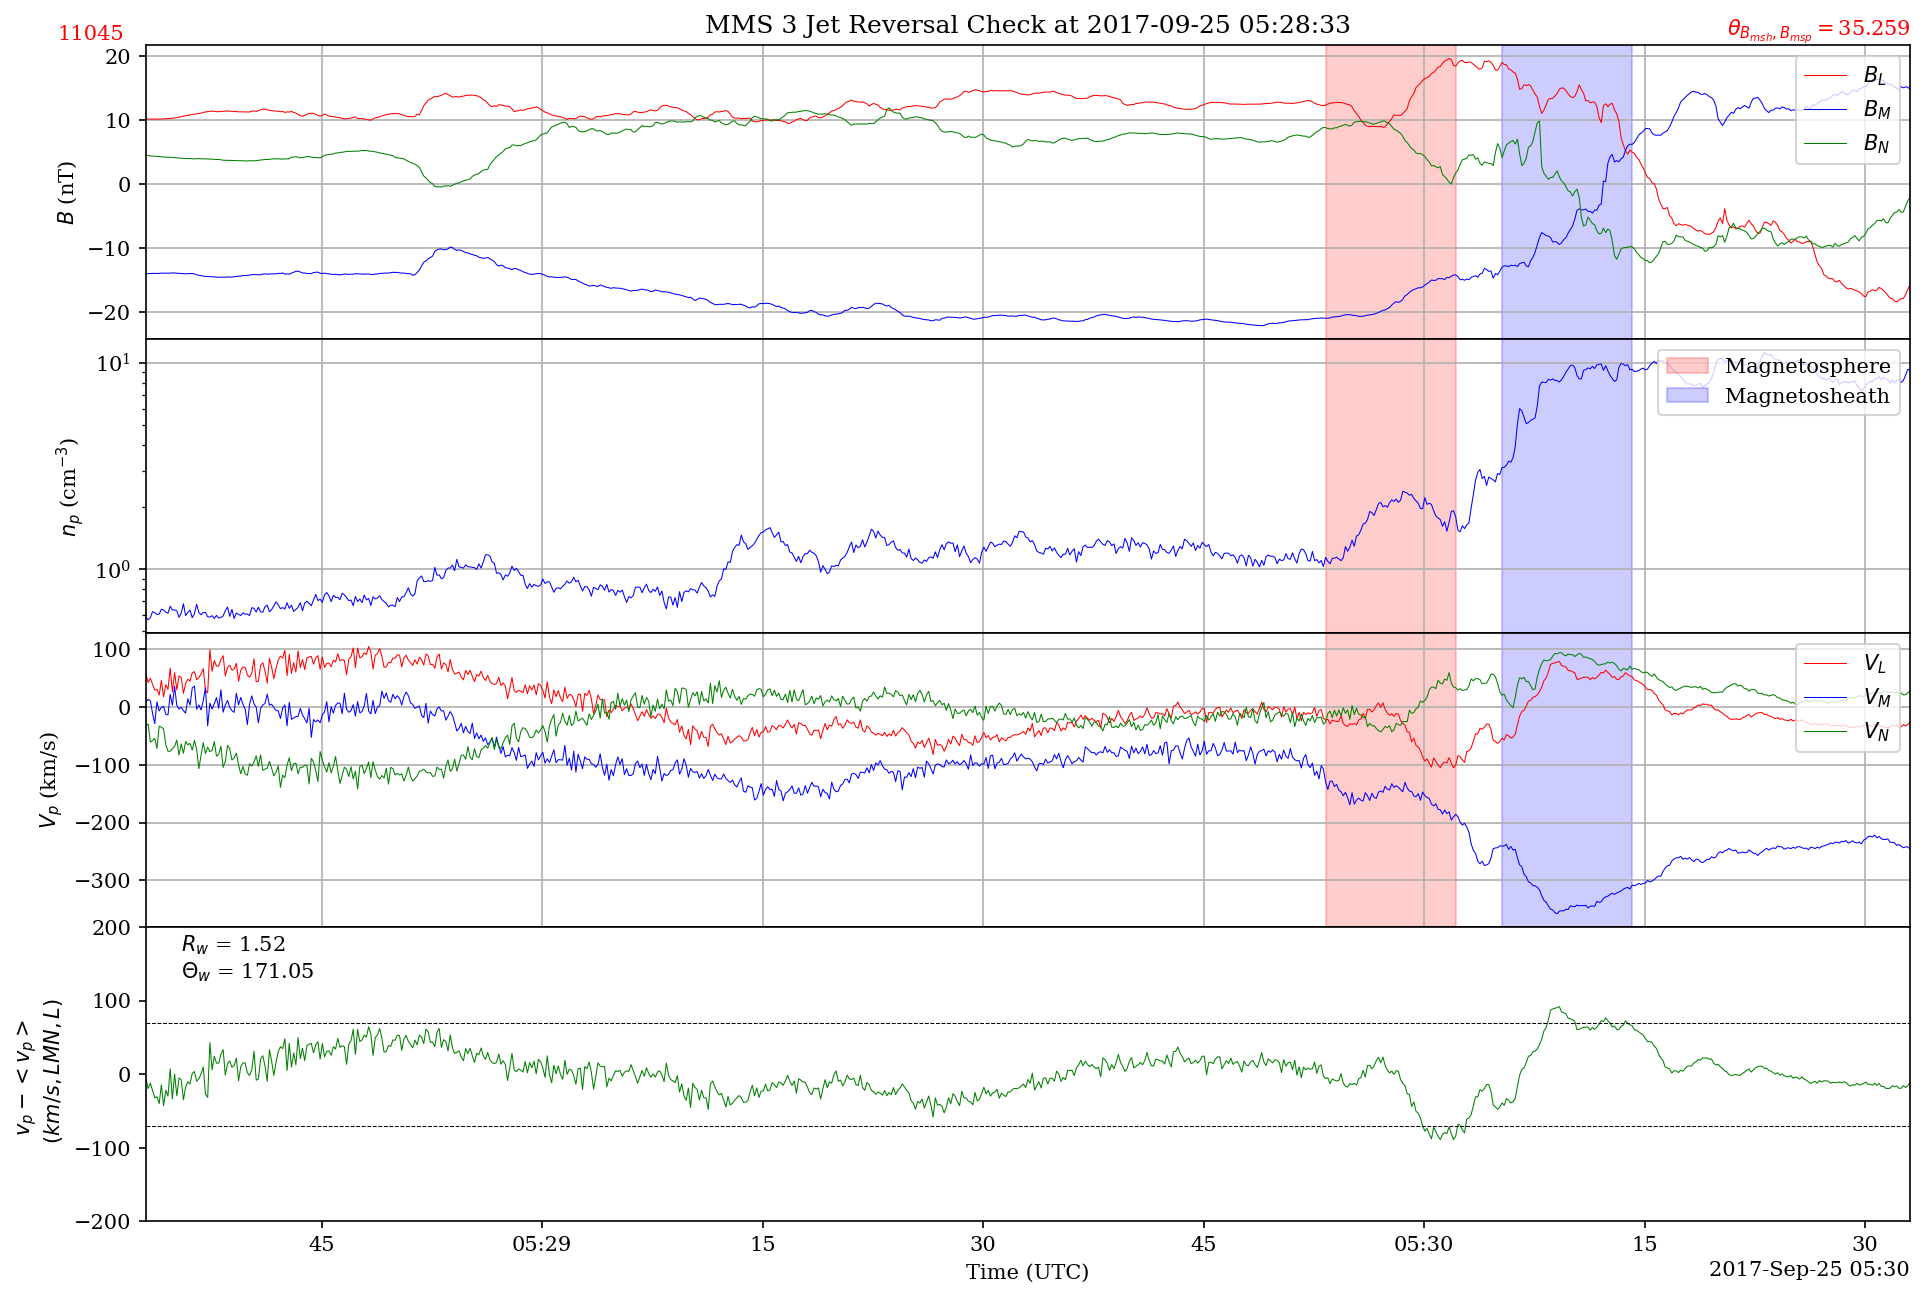 11045
MMS 3 Jet Reversal Check at 2017-09-25 05:28:33
θ_{B_{msh}, B_{msp}} = 35.259
20
10
0
−10
−20
B (nT)
B_L
B_M
B_N
10^1
10^0
n_p (cm^{−3})
Magnetosphere
Magnetosheath
100
0
−100
−200
−300
V_p (km/s)
V_L
V_M
V_N
200
100
0
−100
−200
v_p − < v_p >
(km/s, LMN, L)
R_w = 1.52
Θ_w = 171.05
45
05:29
15
30
45
05:30
15
30
Time (UTC)
2017-Sep-25 05:30